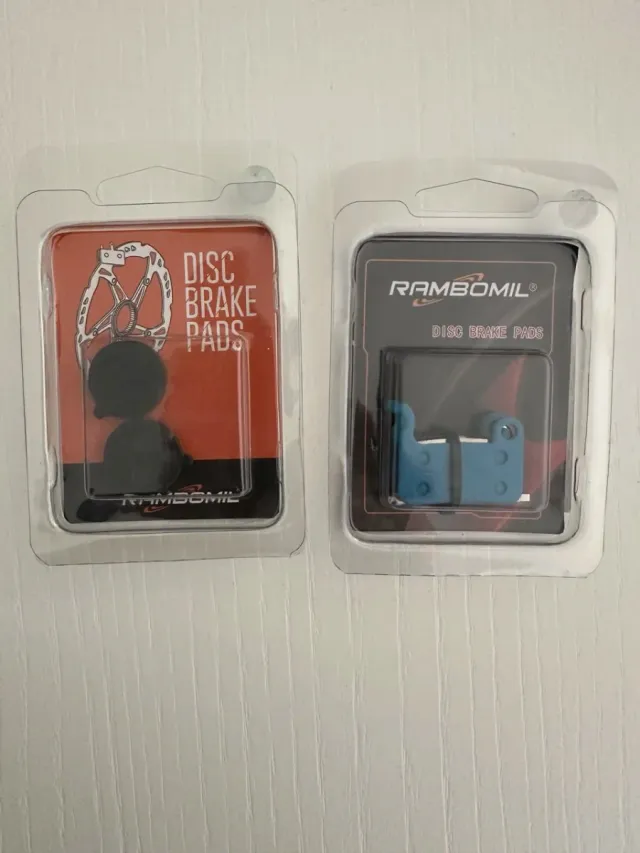 DISC
BRAKE
PADS
RAMBOMIL
RAMBOMIL®
DISC BRAKE PADS